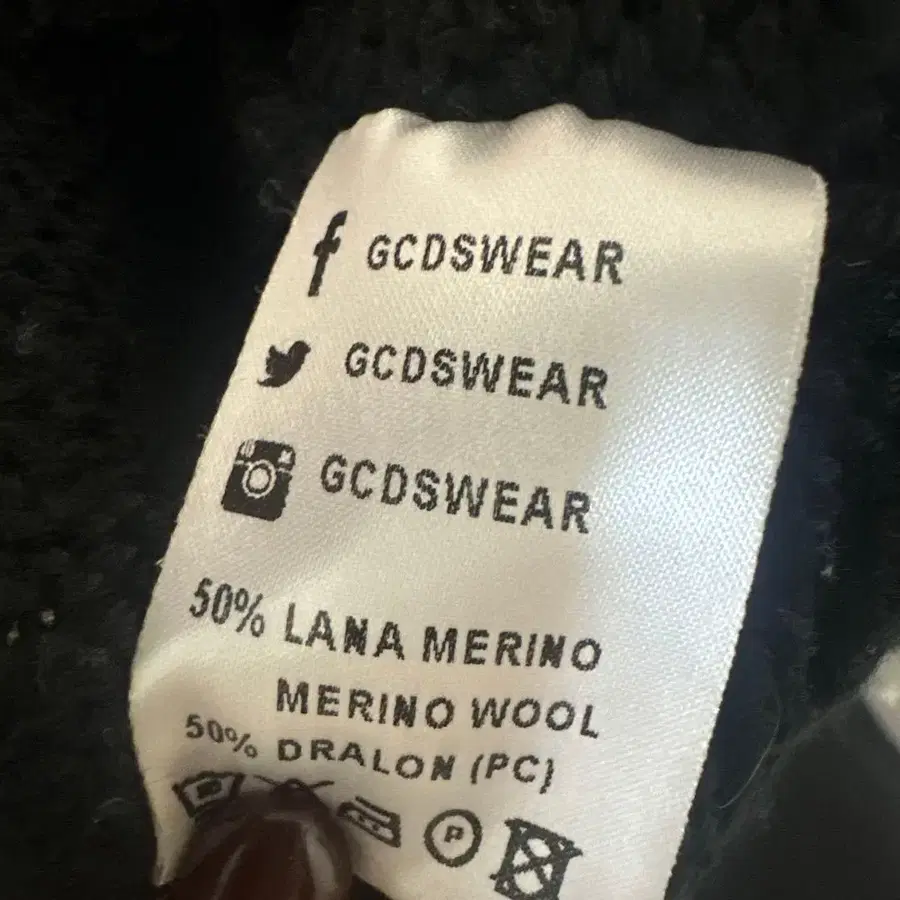 GCDSWEAR
GCDSWEAR
GCDSWEAR
50% LANA MERINO
MERINO WOOL
50% DRALON (PC)
P